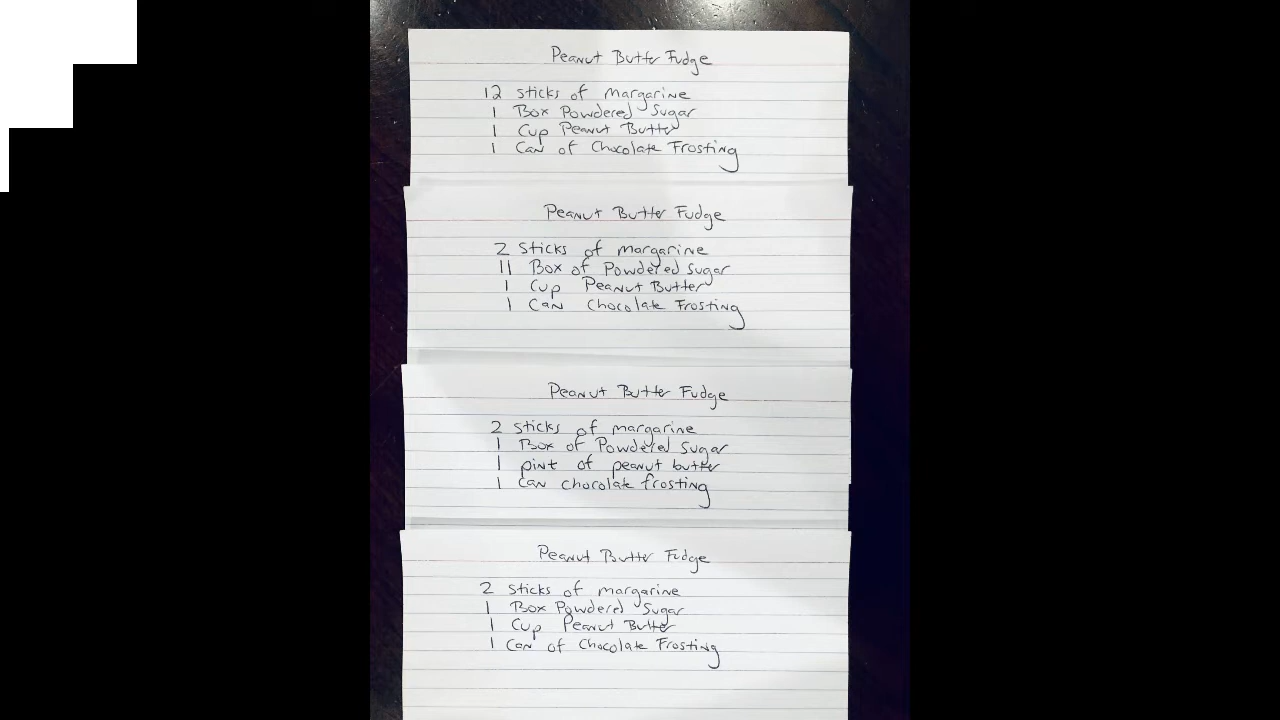 Peanut Butter Fudge
12 sticks of margarine
1 Box Powdered Sugar
1 Cup Peanut Butter
1 Can of Chocolate Frosting
Peanut Butter Fudge
2 Sticks of margarine
11 Box of Powdered Sugar
1 Cup Peanut Butter
1 Can Chocolate Frosting
Peanut Butter Fudge
2 sticks of margarine
1 Box of Powdered Sugar
1 pint of peanut butter
1 Can chocolate frosting
Peanut Butter Fudge
2 sticks of margarine
1 Box Powdered Sugar
1 Cup Peanut Butter
1 Can of Chocolate Frosting